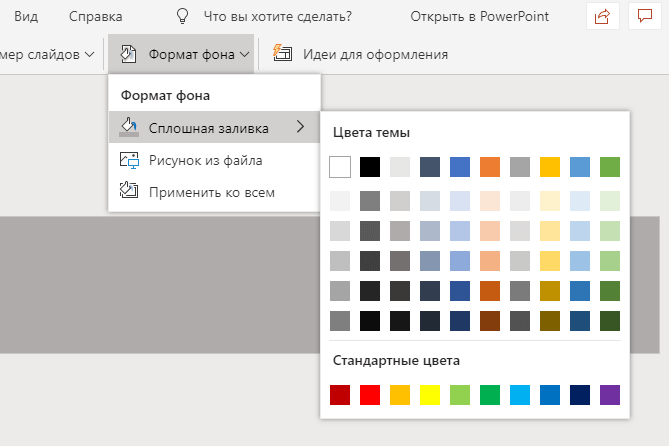 Вид Справка Что вы хотите сделать? Открыть в PowerPoint
мер слайдов Формат фона Идеи для оформления
Формат фона
Сплошная заливка
Цвета темы
Рисунок из файла
Применить ко всем
Стандартные цвета